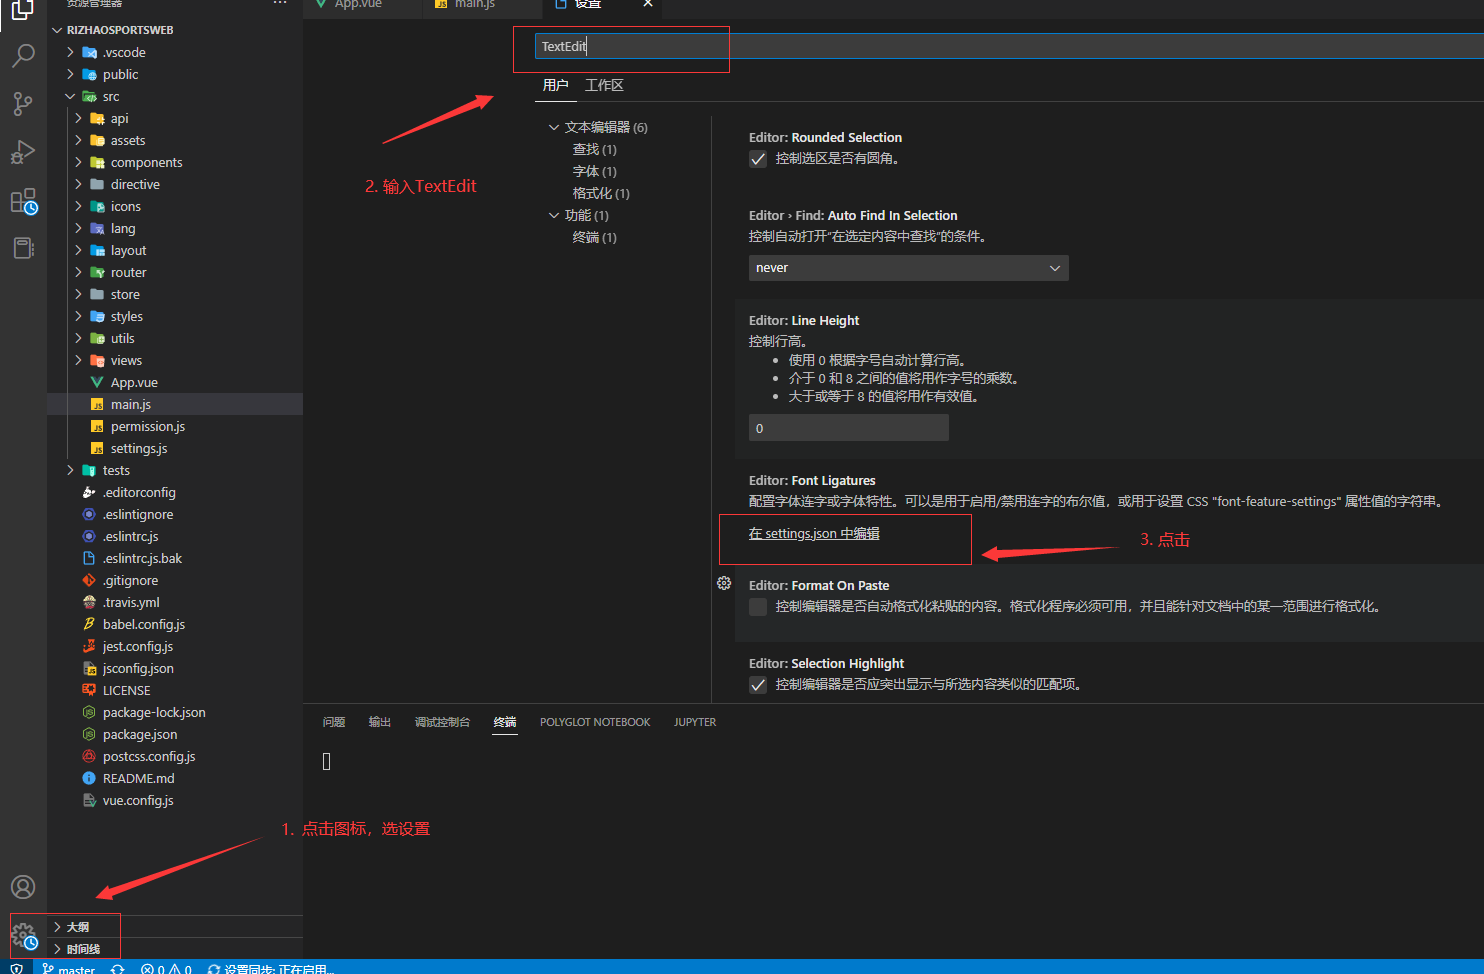 资源管理器
...
App.vue
main.js
设置
RIZHAOSPORTSWEB
.vscode
public
src
api
assets
components
directive
icons
lang
layout
router
store
styles
utils
views
App.vue
main.js
permission.js
settings.js
tests
.editorconfig
.eslintignore
.eslintrc.js
.eslintrc.js.bak
.gitignore
.travis.yml
babel.config.js
jest.config.js
jsconfig.json
LICENSE
package-lock.json
package.json
postcss.config.js
README.md
vue.config.js
大纲
时间线
TextEdit
用户
工作区
2. 输入TextEdit
文本编辑器 (6)
查找 (1)
字体 (1)
格式化 (1)
功能 (1)
终端 (1)
Editor: Rounded Selection
控制选区是否有圆角。
Editor › Find: Auto Find In Selection
控制自动打开“在选定内容中查找”的条件。
never
Editor: Line Height
控制行高。
• 使用 0 根据字号自动计算行高。
• 介于 0 和 8 之间的值将用作字号的乘数。
• 大于或等于 8 的值将用作有效值。
0
Editor: Font Ligatures
配置字体连字或字体特性。可以是用于启用/禁用连字的布尔值，或用于设置 CSS "font-feature-settings" 属性值的字符串。
在 settings.json 中编辑
3. 点击
Editor: Format On Paste
控制编辑器是否自动格式化粘贴的内容。格式化程序必须可用，并且能针对文档中的某一范围进行格式化。
Editor: Selection Highlight
控制编辑器是否应突出显示与所选内容类似的匹配项。
问题
输出
调试控制台
终端
POLYGLOT NOTEBOOK
JUPYTER
1. 点击图标，选设置
master
0
0
设置同步: 正在启用...